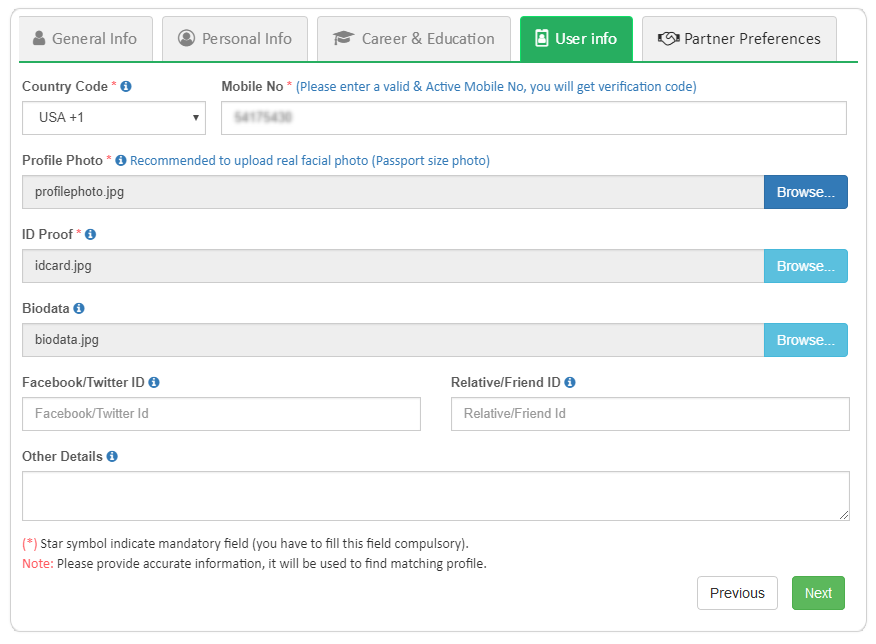 General Info Personal Info Career & Education User info Partner Preferences
Country Code * Mobile No * (Please enter a valid & Active Mobile No, you will get verification code)
USA +1
Profile Photo * Recommended to upload real facial photo (Passport size photo)
profilephoto.jpg Browse...
ID Proof *
idcard.jpg Browse...
Biodata
biodata.jpg Browse...
Facebook/Twitter ID Relative/Friend ID
Facebook/Twitter Id Relative/Friend Id
Other Details
(*) Star symbol indicate mandatory field (you have to fill this field compulsory).
Note: Please provide accurate information, it will be used to find matching profile.
Previous Next